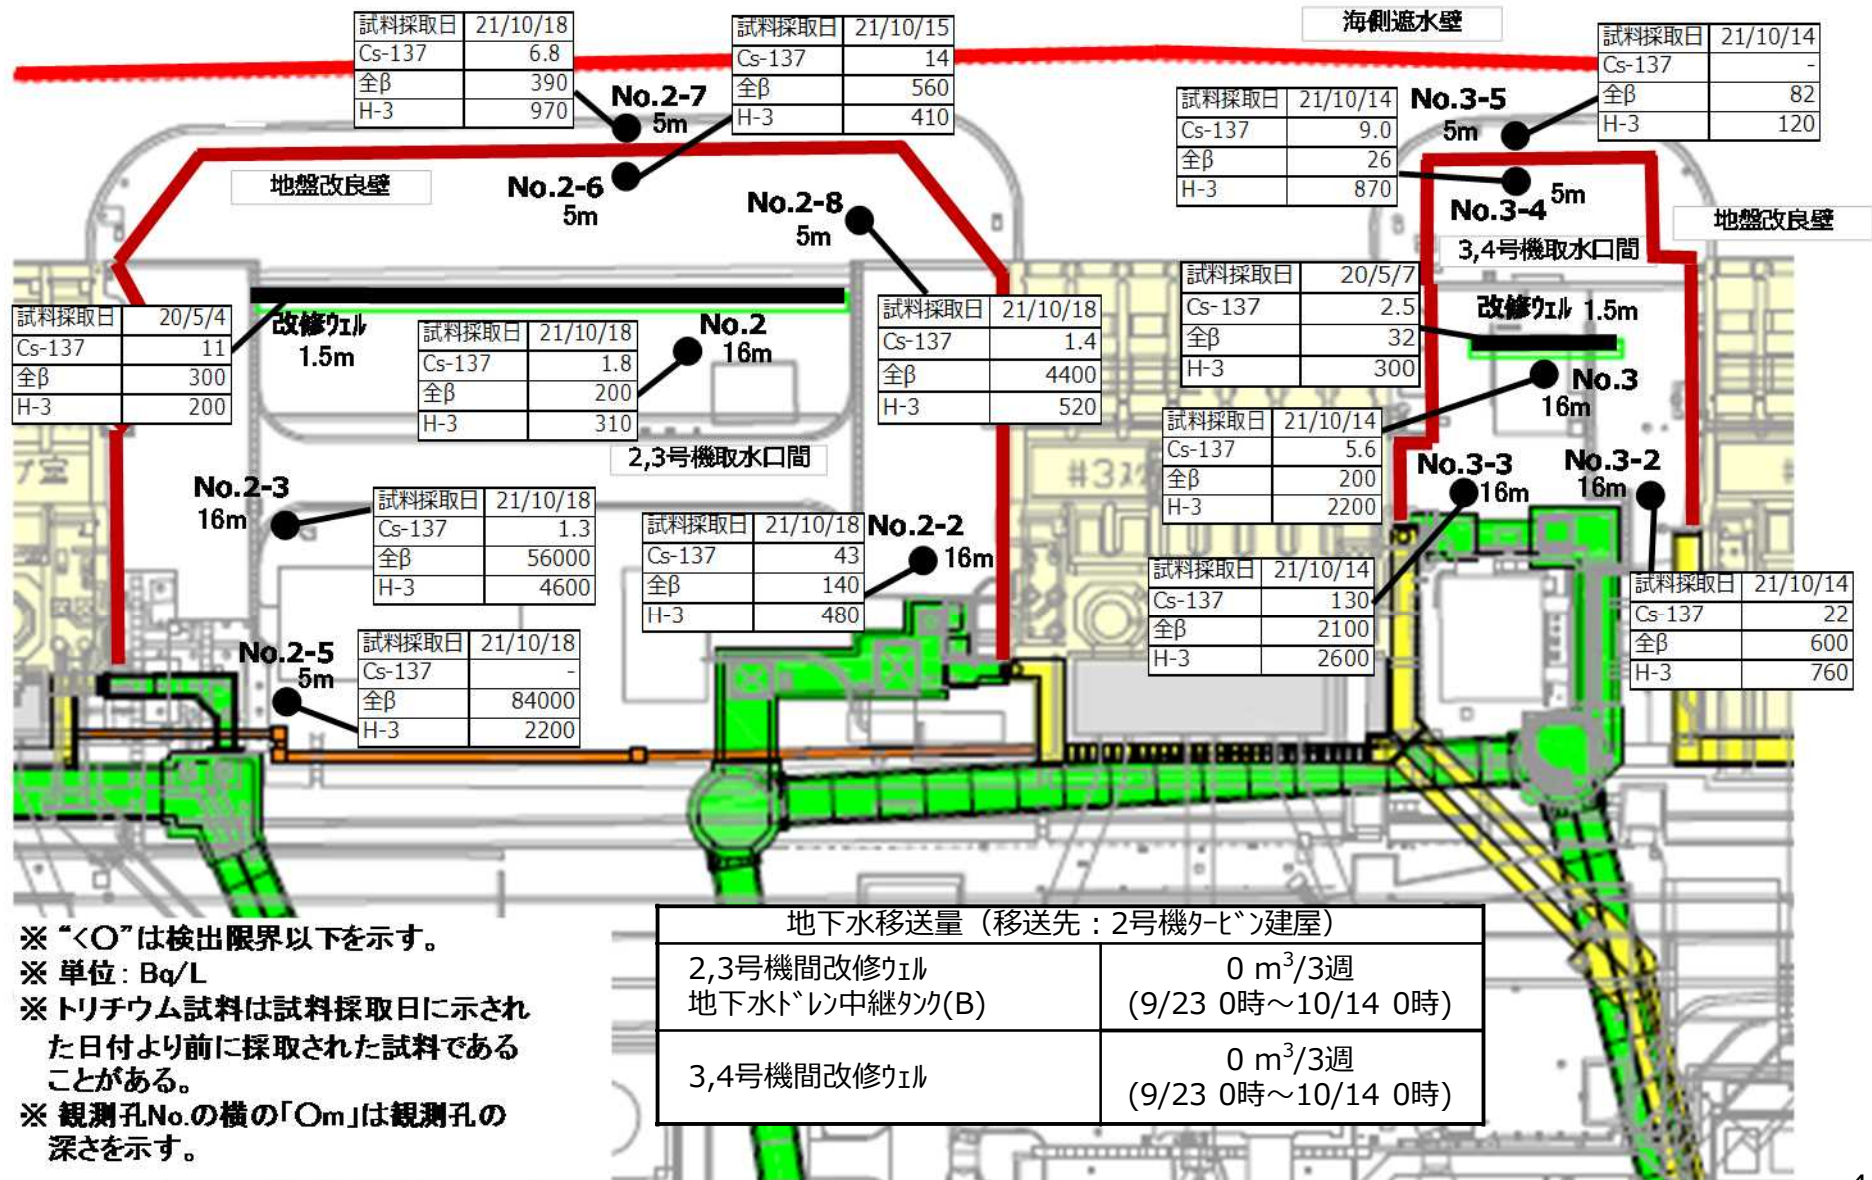 海側遮水壁
試料採取日 21/10/18
Cs-137 6.8
全β 390
H-3 970
No.2-7
5m
試料採取日 21/10/15
Cs-137 14
全β 560
H-3 410
No.2-6
5m
試料採取日 21/10/14
Cs-137 -
全β 82
H-3 120
No.3-5
5m
試料採取日 21/10/14
Cs-137 9.0
全β 26
H-3 870
5m
No.3-4
地盤改良壁
地盤改良壁
No.2-8
5m
3,4号機取水口間
試料採取日 20/5/4
Cs-137 11
全β 300
H-3 200
改修ウェル
1.5m
試料採取日 21/10/18
Cs-137 1.8
全β 200
H-3 310
No.2
16m
試料採取日 21/10/18
Cs-137 1.4
全β 4400
H-3 520
試料採取日 20/5/7
Cs-137 2.5
全β 32
H-3 300
改修ウェル 1.5m
No.3
16m
試料採取日 21/10/14
Cs-137 5.6
全β 200
H-3 2200
2,3号機取水口間
#3ｽｸ
No.3-3
16m
No.3-2
16m
プ室
No.2-3
16m
試料採取日 21/10/18
Cs-137 1.3
全β 56000
H-3 4600
試料採取日 21/10/18
Cs-137 43
全β 140
H-3 480
No.2-2
16m
試料採取日 21/10/14
Cs-137 130
全β 2100
H-3 2600
試料採取日 21/10/14
Cs-137 22
全β 600
H-3 760
No.2-5
5m
試料採取日 21/10/18
Cs-137 -
全β 84000
H-3 2200
※ “<〇”は検出限界以下を示す。
※ 単位: Bq/L
※ トリチウム試料は試料採取日に示され
た日付より前に採取された試料である
ことがある。
※ 観測孔No.の横の「〇m」は観測孔の
深さを示す。
地下水移送量（移送先：2号機ﾀｰﾋﾞﾝ建屋）
2,3号機間改修ｳｪﾙ
地下水ﾄﾞﾚﾝ中継ﾀﾝｸ(B)
0 m³/3週
(9/23 0時～10/14 0時)
3,4号機間改修ｳｪﾙ
0 m³/3週
(9/23 0時～10/14 0時)